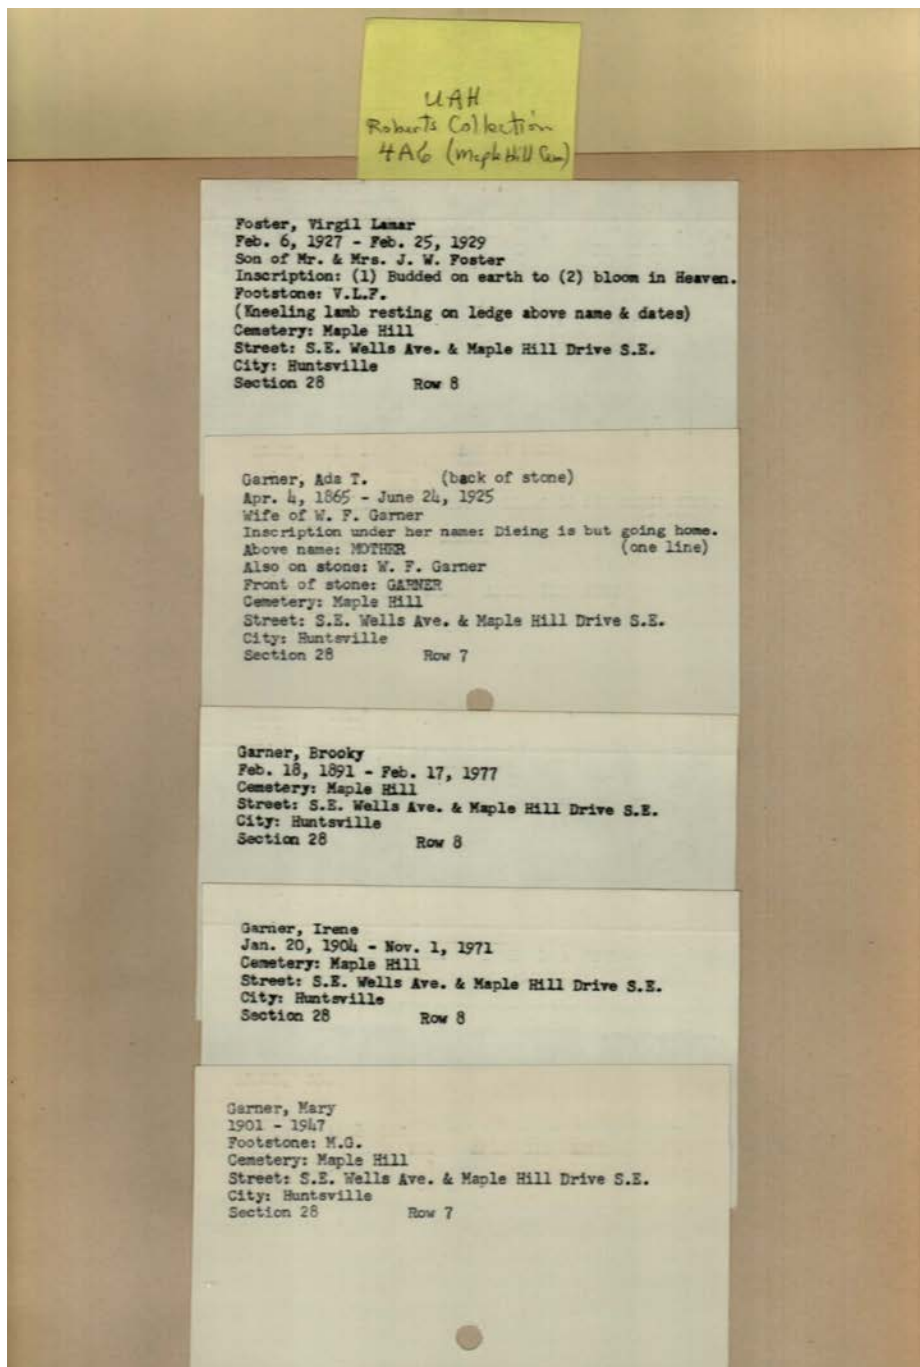 UAH
Roberts Collection
4A6 (Maple Hill Cem)
Foster, Virgil Lamar
Feb. 6, 1927 - Feb. 25, 1929
Son of Mr. & Mrs. J. W. Foster
Inscription: (1) Budded on earth to (2) bloom in Heaven.
Footstone: V.L.F.
(Kneeling lamb resting on ledge above name & dates)
Cemetery: Maple Hill
Street: S.E. Wells Ave. & Maple Hill Drive S.E.
City: Huntsville
Section 28 Row 8
Garner, Ada T. (back of stone)
Apr. 4, 1865 - June 24, 1925
Wife of W. F. Garner
Inscription under her name: Dieing is but going home.
Above name: MOTHER (one line)
Also on stone: W. F. Garner
Front of stone: GARNER
Cemetery: Maple Hill
Street: S.E. Wells Ave. & Maple Hill Drive S.E.
City: Huntsville
Section 28 Row 7
Garner, Brooky
Feb. 18, 1891 - Feb. 17, 1977
Cemetery: Maple Hill
Street: S.E. Wells Ave. & Maple Hill Drive S.E.
City: Huntsville
Section 28 Row 8
Garner, Irene
Jan. 20, 1904 - Nov. 1, 1971
Cemetery: Maple Hill
Street: S.E. Wells Ave. & Maple Hill Drive S.E.
City: Huntsville
Section 28 Row 8
Garner, Mary
1901 - 1947
Footstone: M.G.
Cemetery: Maple Hill
Street: S.E. Wells Ave. & Maple Hill Drive S.E.
City: Huntsville
Section 28 Row 7